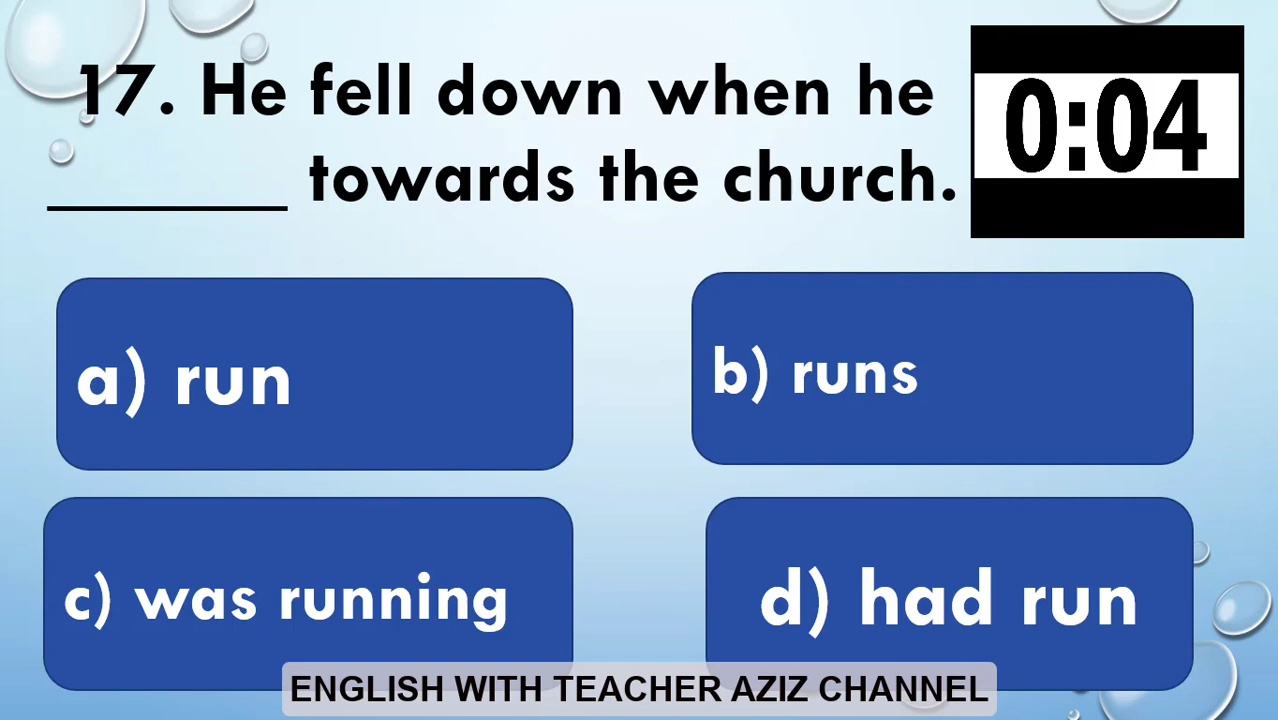 17. He fell down when he
______ towards the church.
0:04
a) run
b) runs
c) was running
d) had run
ENGLISH WITH TEACHER AZIZ CHANNEL